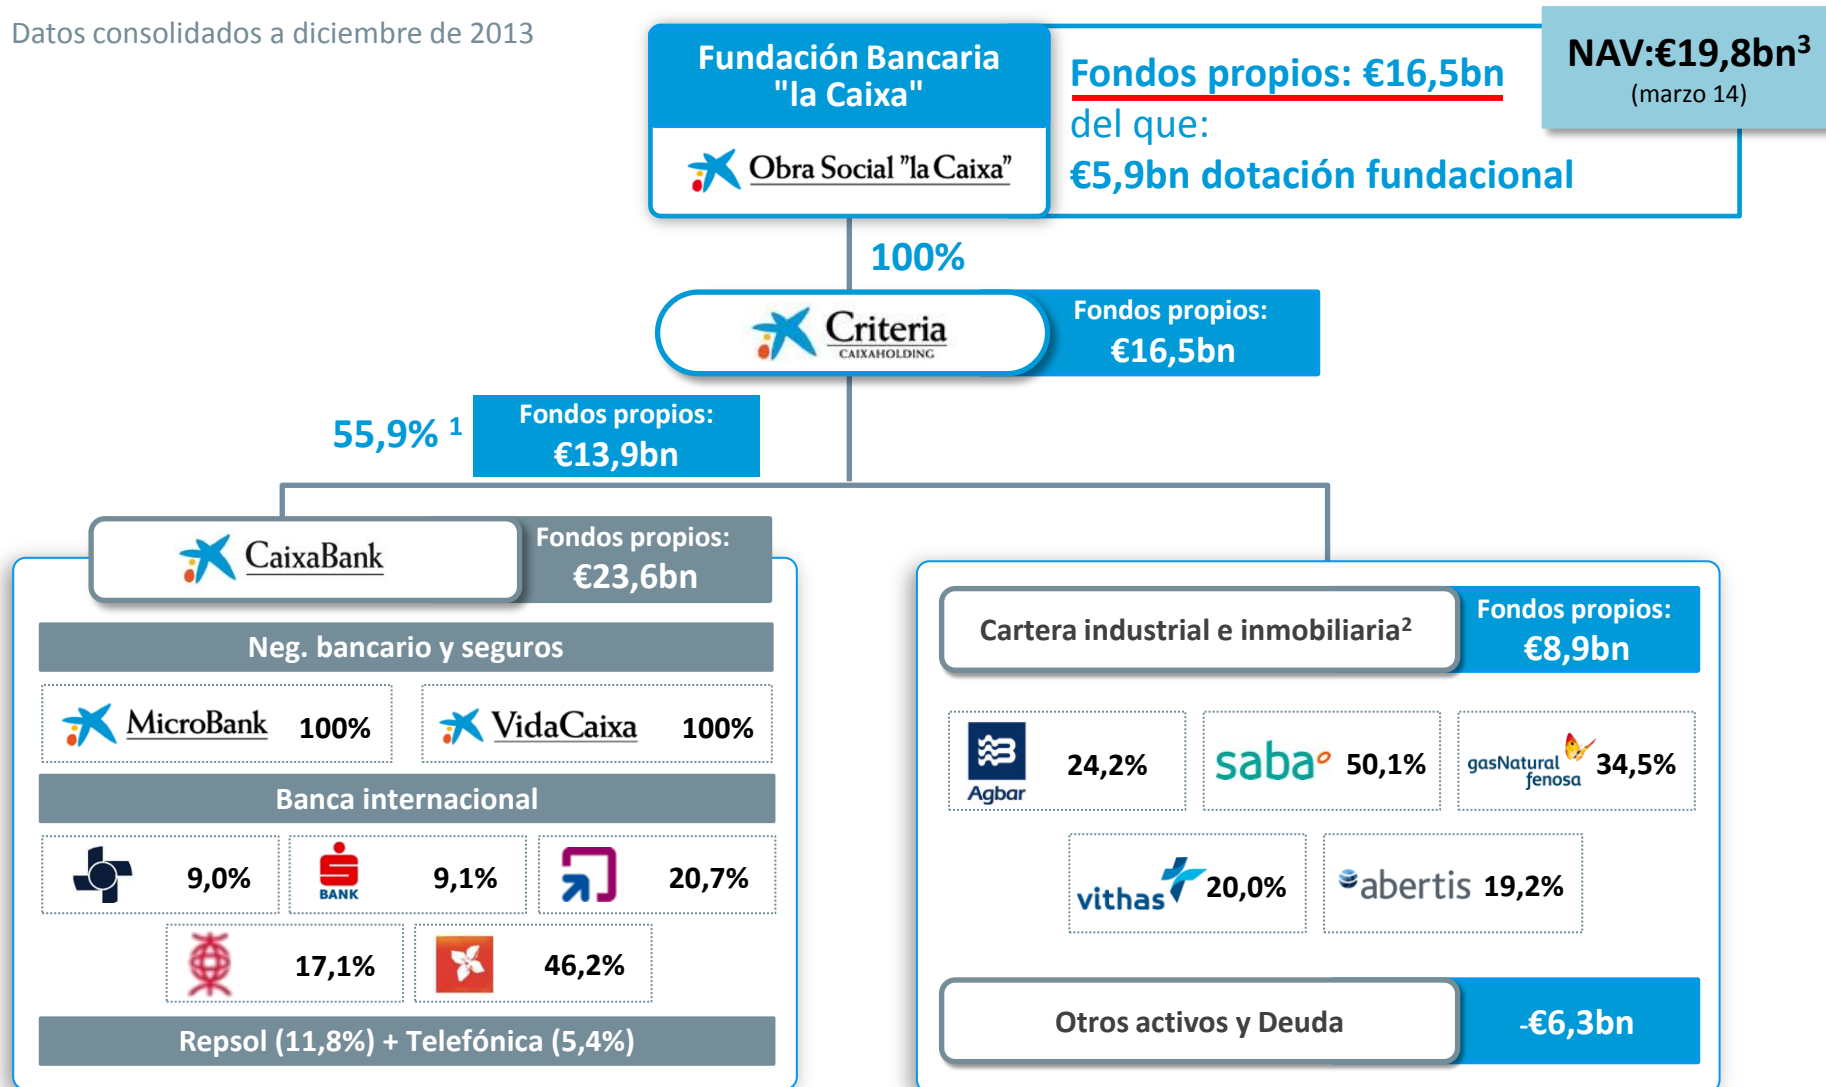 Datos consolidados a diciembre de 2013
Fundación Bancaria
"la Caixa"
Obra Social "la Caixa"
Fondos propios: €16,5bn
del que:
€5,9bn dotación fundacional
NAV:€19,8bn³
(marzo 14)
100%
Criteria
CAIXAHOLDING
Fondos propios:
€16,5bn
55,9% ¹
Fondos propios:
€13,9bn
CaixaBank
Fondos propios:
€23,6bn
Neg. bancario y seguros
MicroBank 100%
VidaCaixa 100%
Banca internacional
9,0%
S
BANK
9,1%
20,7%
17,1%
46,2%
Repsol (11,8%) + Telefónica (5,4%)
Cartera industrial e inmobiliaria²
Fondos propios:
€8,9bn
Agbar
24,2%
saba 50,1%
gasNatural
fenosa
34,5%
vithas 20,0%
abertis 19,2%
Otros activos y Deuda
-€6,3bn